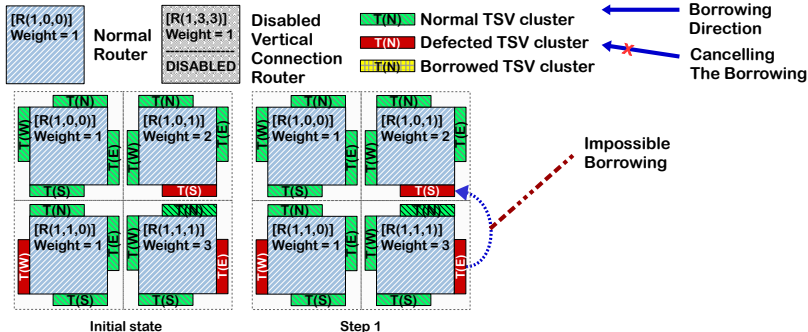 [R(1,0,0)]
Weight = 1
Normal
Router
[R(1,3,3)]
Weight = 1
DISABLED
Disabled
Vertical
Connection
Router
T(N) Normal TSV cluster
T(N) Defected TSV cluster
T(N) Borrowed TSV cluster
Borrowing
Direction
X
Cancelling
The Borrowing
T(N)
T(W)
[R(1,0,0)]
Weight = 1
T(E)
T(S)
T(N)
T(W)
[R(1,0,1)]
Weight = 2
T(E)
T(S)
T(N)
T(W)
[R(1,1,0)]
Weight = 1
T(E)
T(S)
T(N)
T(W)
[R(1,1,1)]
Weight = 3
T(E)
T(S)
Initial state
T(N)
T(W)
[R(1,0,0)]
Weight = 1
T(E)
T(S)
T(N)
T(W)
[R(1,0,1)]
Weight = 2
T(E)
T(S)
T(N)
T(W)
[R(1,1,0)]
Weight = 1
T(E)
T(S)
T(N)
T(W)
[R(1,1,1)]
Weight = 3
T(E)
T(S)
Step 1
Impossible
Borrowing